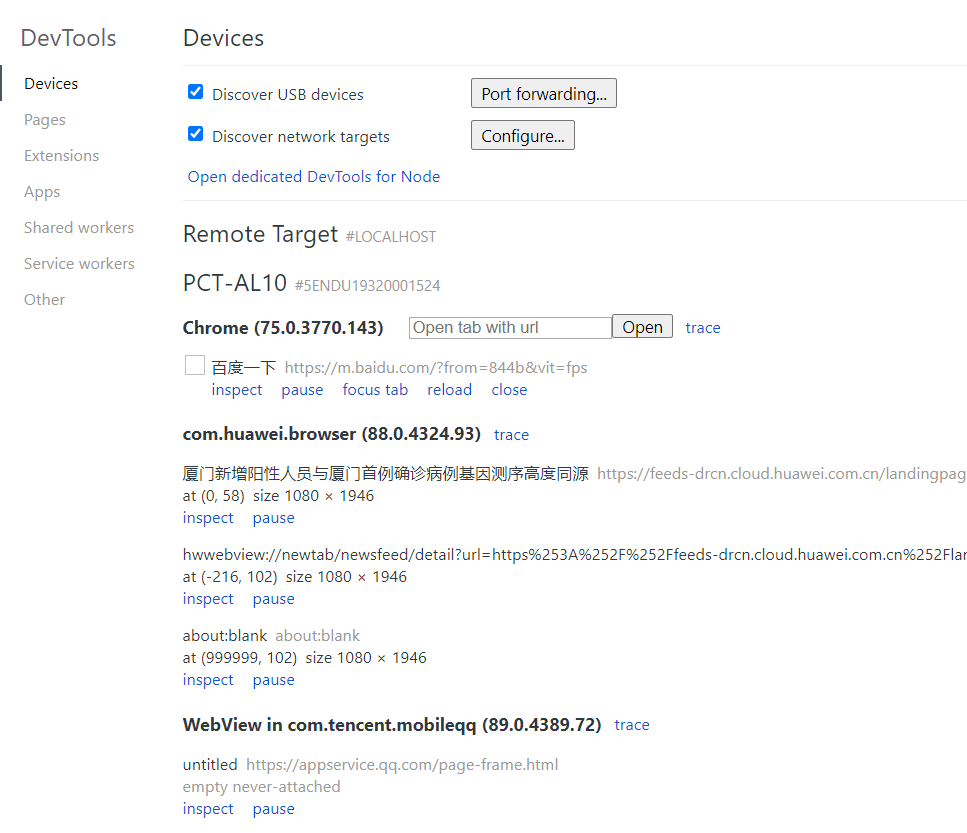 DevTools
Devices
Pages
Extensions
Apps
Shared workers
Service workers
Other
Devices
Discover USB devices Port forwarding...
Discover network targets Configure...
Open dedicated DevTools for Node
Remote Target #LOCALHOST
PCT-AL10 #5ENDU19320001524
Chrome (75.0.3770.143) Open tab with url Open trace
百度一下 https://m.baidu.com/?from=844b&vit=fps
inspect pause focus tab reload close
com.huawei.browser (88.0.4324.93) trace
厦门新增阳性人员与厦门首例确诊病例基因测序高度同源 https://feeds-drcn.cloud.huawei.com.cn/landingpag
at (0, 58) size 1080 × 1946
inspect pause
hwwebview://newtab/newsfeed/detail?url=https%253A%252F%252Ffeeds-drcn.cloud.huawei.com.cn%252Flan
at (-216, 102) size 1080 × 1946
inspect pause
about:blank about:blank
at (999999, 102) size 1080 × 1946
inspect pause
WebView in com.tencent.mobileqq (89.0.4389.72) trace
untitled https://appservice.qq.com/page-frame.html
empty never-attached
inspect pause